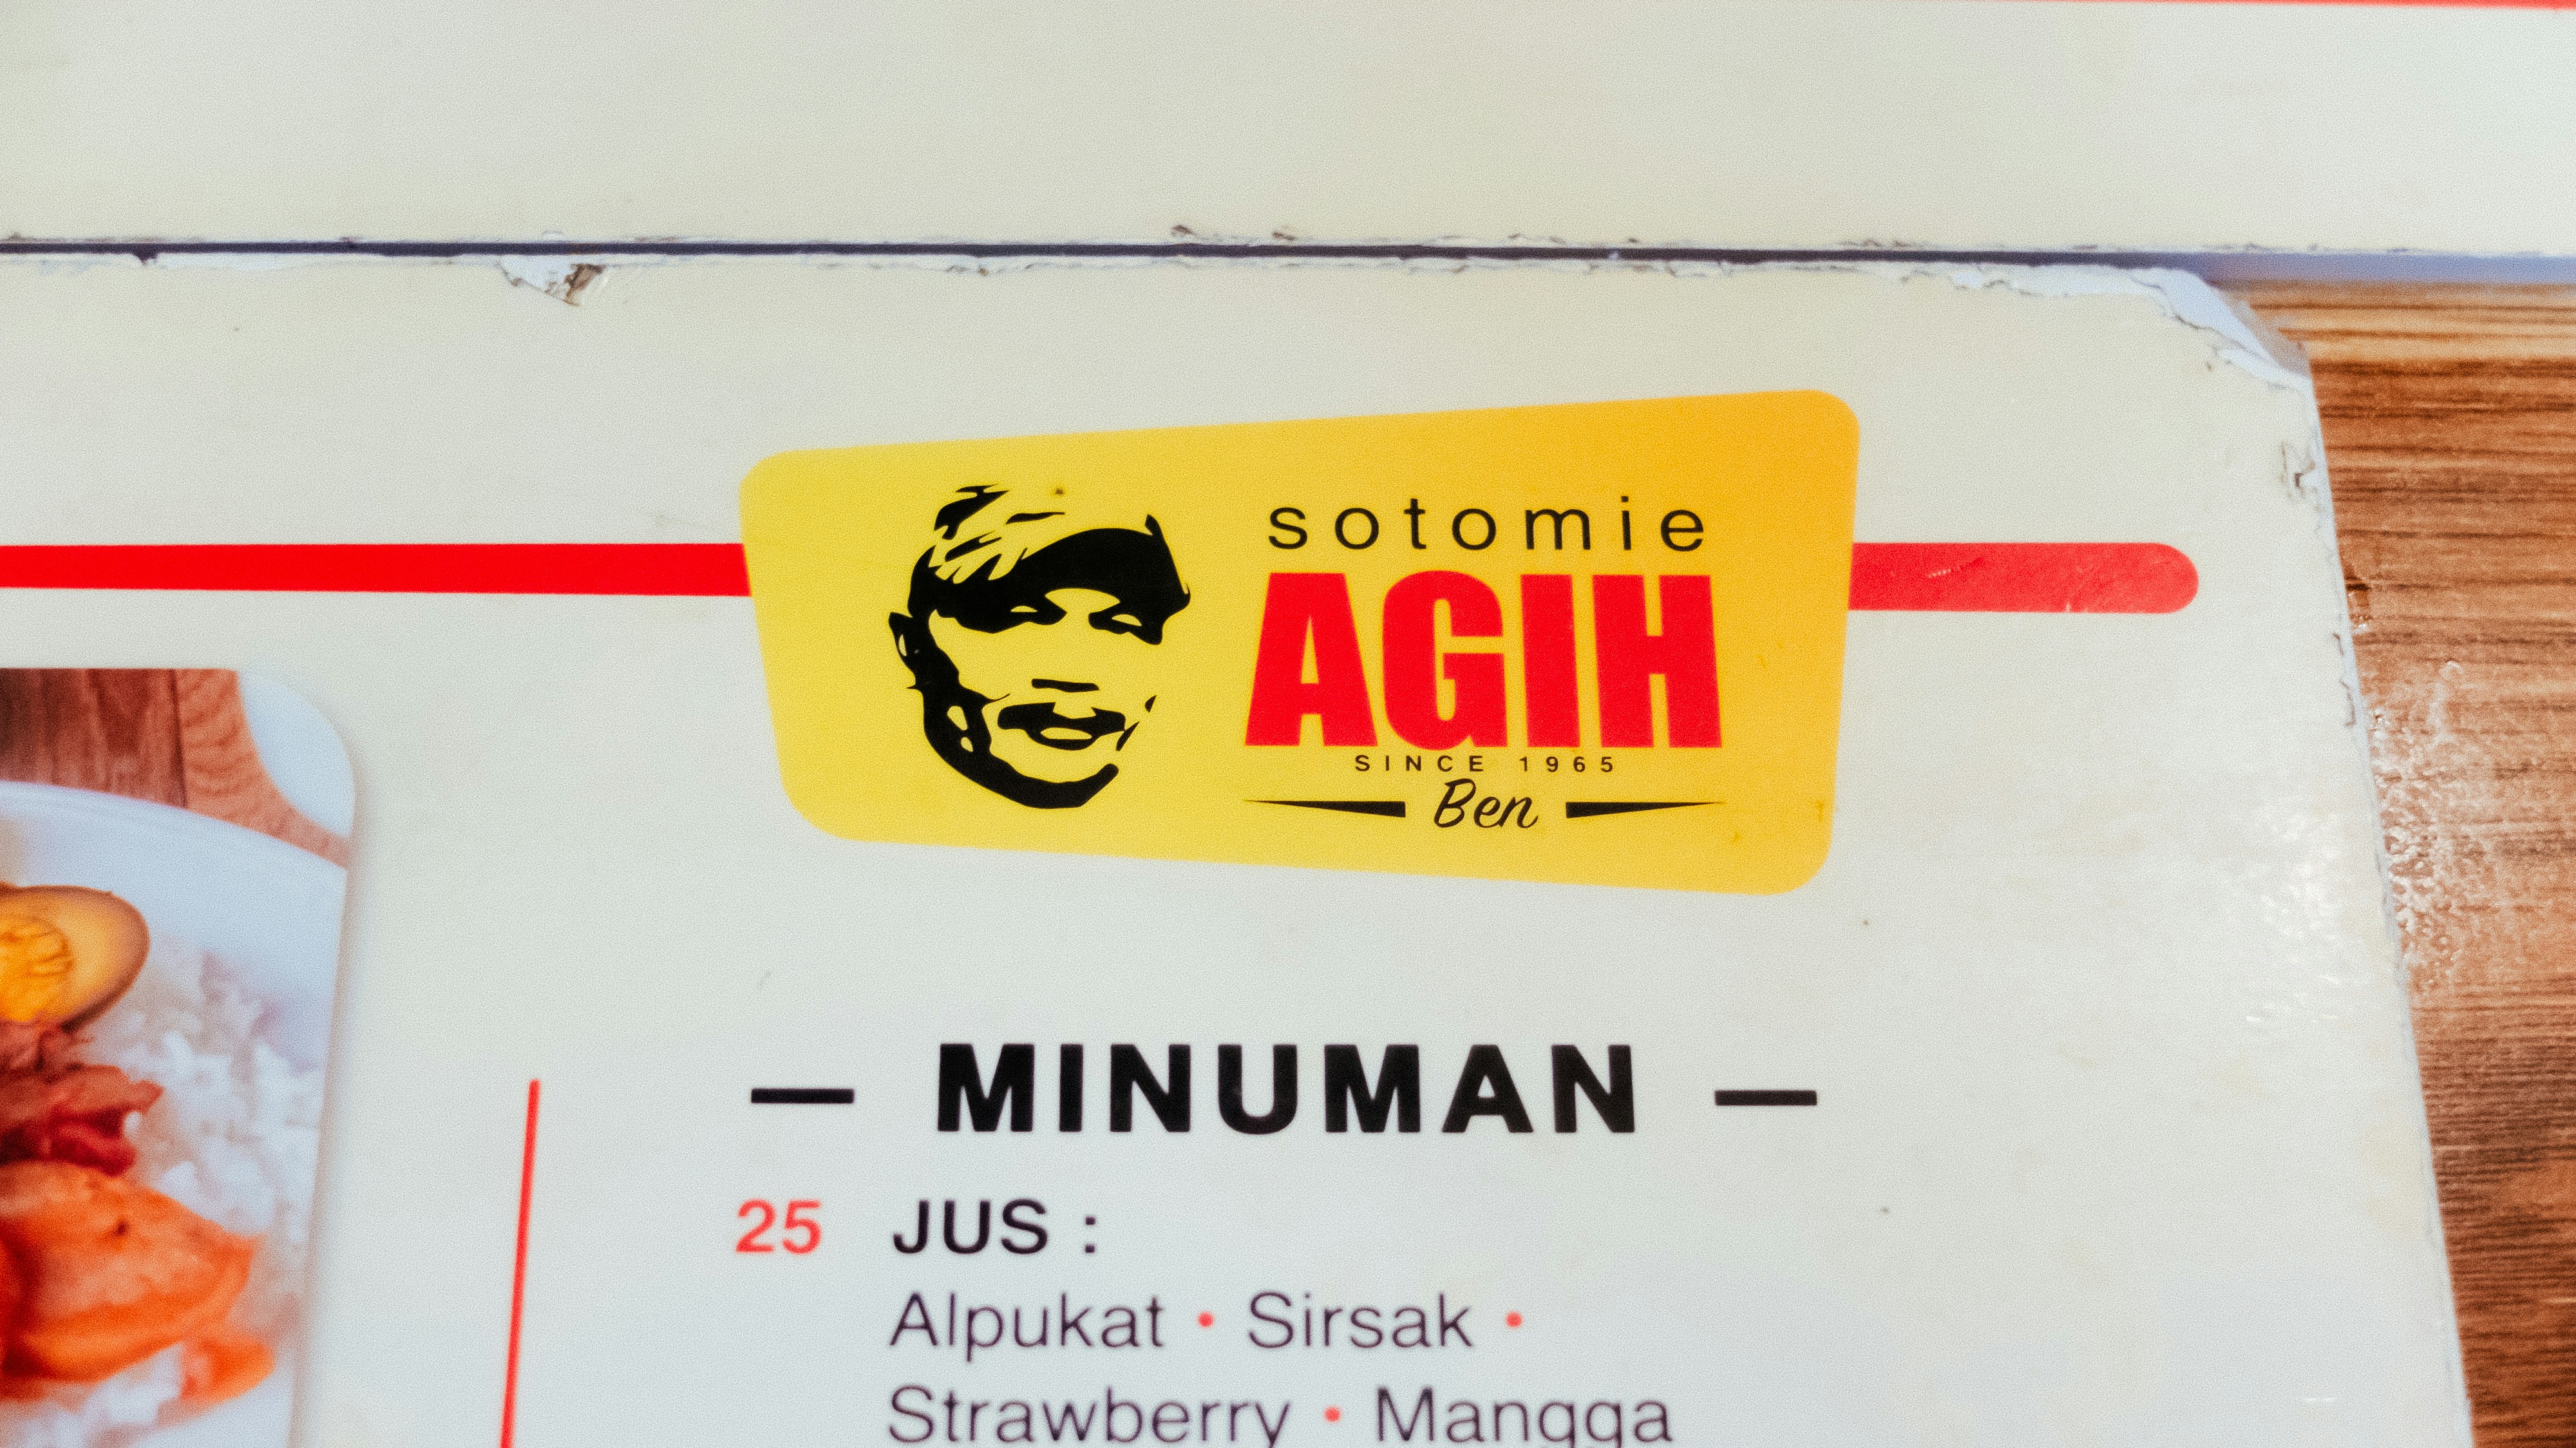 sotomie
AGIH
SINCE 1965
Ben
— MINUMAN —
25 JUS :
Alpukat • Sirsak •
Strawberry • Mangga